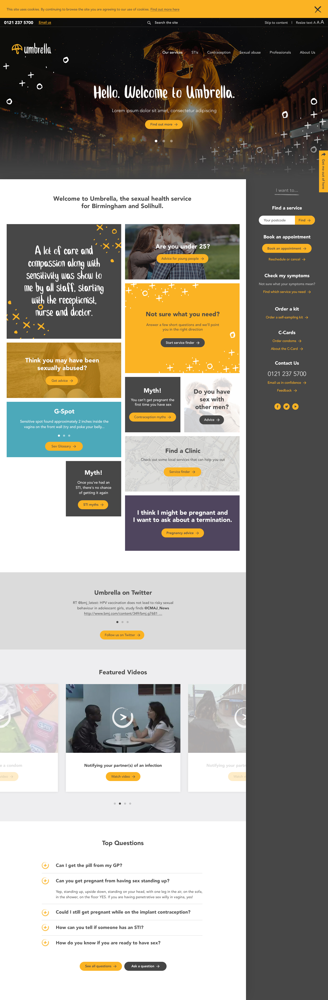 This site uses cookies. By continuing to browse the site you are agreeing to our use of cookies. Find out more here
0121 237 5700
Email us
Search the site
Skip to content | Resize text A A A
umbrella
Our services
STIs
Contraception
Sexual abuse
Professionals
About Us
Hello. Welcome to Umbrella.
Lorem ipsum dolor sit amet, consectetur adipiscing
Find out more
Get me out of here
Welcome to Umbrella, the sexual health service
for Birmingham and Solihull.
A lot of care and
compassion along with
sensitivity was show to
me by all staff, starting
with the receptionist,
nurse and doctor.
Think you may have been
sexually abused?
Get advice
G-Spot
Sensitive spot found approximately 2 inches inside the
vagina on the front wall (try and poke your belly...
Sex Glossary
Myth!
Once you've had an
STI, there's no chance
of getting it again
STI myths
Are you under 25?
Advice for young people
Not sure what you need?
Answer a few short questions and we'll point
you in the right direction
Start service finder
Myth!
You can't get pregnant the
first time you have sex
Contraception myths
Do you have
sex with
other men?
Advice
Find a Clinic
Check out some local services that can help you out
Service finder
I think I might be pregnant and
I want to ask about a termination.
Pregnancy advice
I want to...
Find a service
Your postcode
Find
Book an appointment
Book an appointment
Reschedule or cancel
Check my symptoms
Not sure what your symptoms mean?
Find which service you need
Order a kit
Order a self-sampling kit
C-Cards
Order condoms
About the C-Card
Contact Us
0121 237 5700
Email us in confidence
Feedback
Umbrella on Twitter
RT @bmj_latest: HPV vaccination does not lead to risky sexual
behaviour in adolescent girls, study finds @CMAJ_News
http://www.bmj.com/content/349/bmj.g7681 …
Follow us on Twitter
Featured Videos
durex
e a condom
video
Notifying your partner(s) of an infection
Watch video
Notifying your partn
Watch v
Top Questions
Can I get the pill from my GP?
Can you get pregnant from having sex standing up?
Yep, standing up, upside down, standing on your head, with one leg in the air, on the sofa,
in the shower, on the floor YES. If you are having penetrative sex willy in vagina, yes!
Could I still get pregnant while on the implant contraception?
How can you tell if someone has an STI?
How do you know if you are ready to have sex?
See all questions
Ask a question